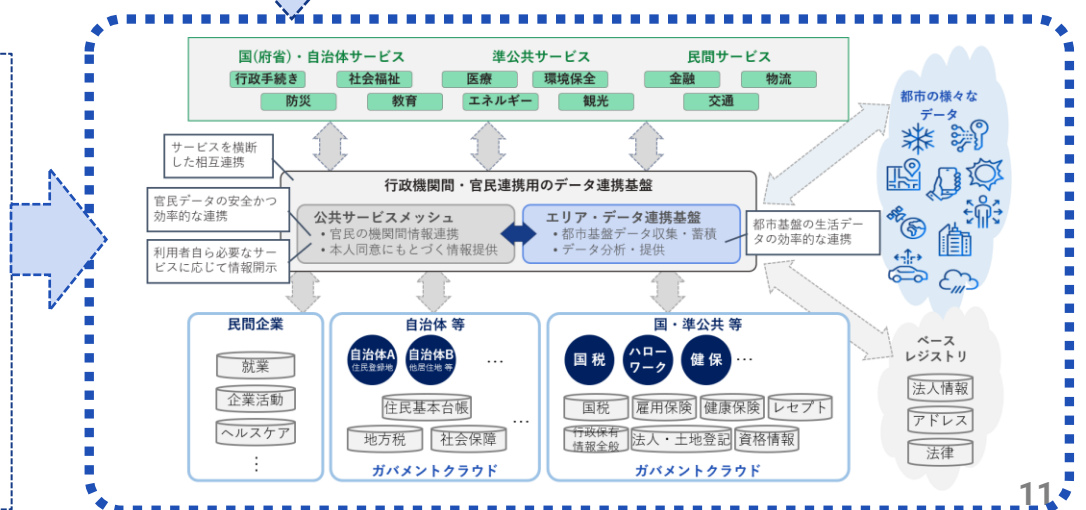 国(府省)・自治体サービス
準公共サービス
民間サービス
行政手続き
社会福祉
医療
環境保全
金融
物流
防災
教育
エネルギー
観光
交通
都市の様々な
データ
サービスを横断
した相互連携
官民データの安全かつ
効率的な連携
利用者自ら必要なサー
ビスに応じて情報開示
行政機関間・官民連携用のデータ連携基盤
公共サービスメッシュ
• 官民の機関間情報連携
• 本人同意にもとづく情報提供
エリア・データ連携基盤
• 都市基盤データ収集・蓄積
• データ分析・提供
都市基盤の生活デー
タの効率的な連携
民間企業
就業
企業活動
ヘルスケア
⋮
自治体 等
自治体A
住民登録地
自治体B
他居住地 等
…
住民基本台帳
地方税
社会保障
…
ガバメントクラウド
国・準公共 等
国税
ハロー
ワーク
健保
…
国税
雇用保険
健康保険
レセプト
行政保有
情報全般
法人・土地登記
資格情報
ガバメントクラウド
ベース
レジストリ
法人情報
アドレス
法律
11